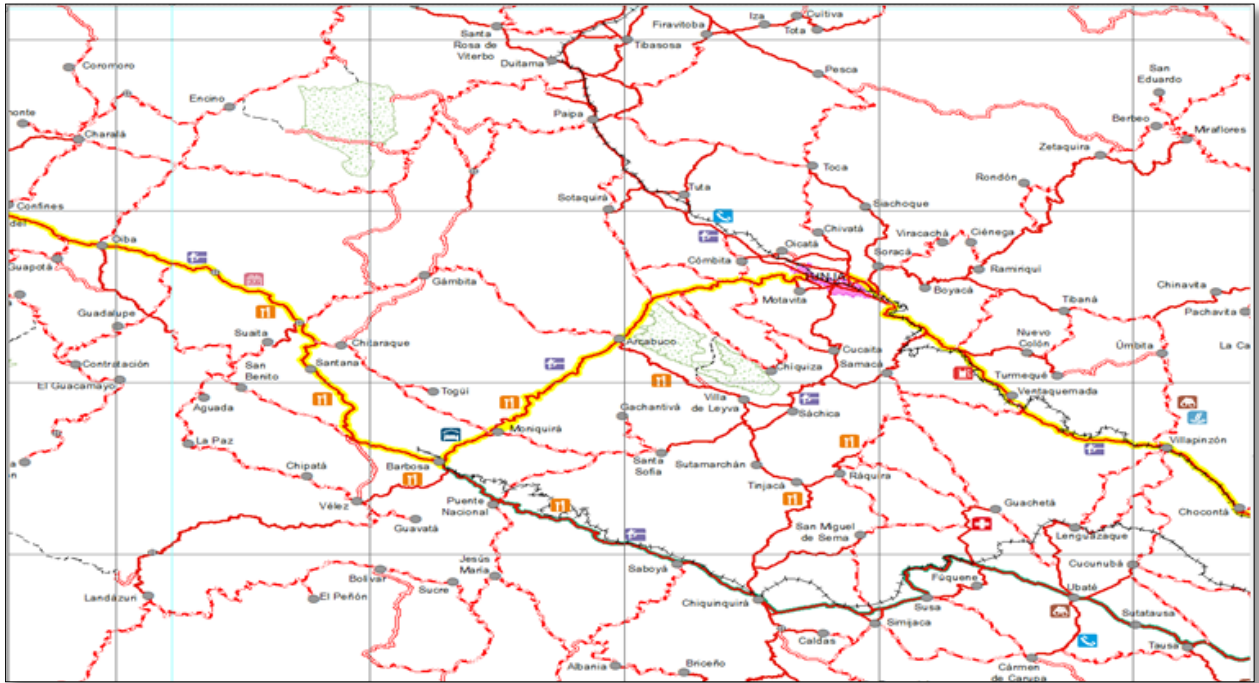 Santa
Rosa de
Viterbo
Firavitoba
Iza
Cuitiva
Tota
Tibasosa
Duitama
Pesca
San
Eduardo
Coromoro
Encino
Charalá
Paipa
Berbeo
Miraflores
Zetaquira
Toca
Rondón
Tuta
Sotaquirá
Siachoque
Confines
Oiba
Chivatá
Viracachá
Ciénega
Oicatá
Soracá
Cómbita
Guapotá
Gámbita
Ramiriquí
Motavita
Boyacá
Chinavita
Tibaná
Pachavita
Guadalupe
Suaita
Chitaraque
Arcabuco
Cucaita
Nuevo
Colón
Úmbita
La Ca
Contratación
San
Benito
Santana
Chíquiza
Samacá
Turmequé
El Guacamayo
Togüí
Ventaquemada
Aguada
Gachantivá
Villa
de Leyva
Sáchica
Moniquirá
La Paz
Villapinzón
Chipatá
Barbosa
Santa
Sofía
Sutamarchán
Tinjacá
Ráquira
Vélez
Puente
Nacional
Guachetá
Chocontá
Guavatá
San Miguel
de Sema
Lenguazaque
Jesús
María
Saboyá
Cucunubá
Bolívar
Sucre
Fúquene
Ubaté
Landázuri
El Peñón
Chiquinquirá
Susa
Sutatausa
Simijaca
Caldas
Tausa
Albania
Briceño
Cármen
de Carupa